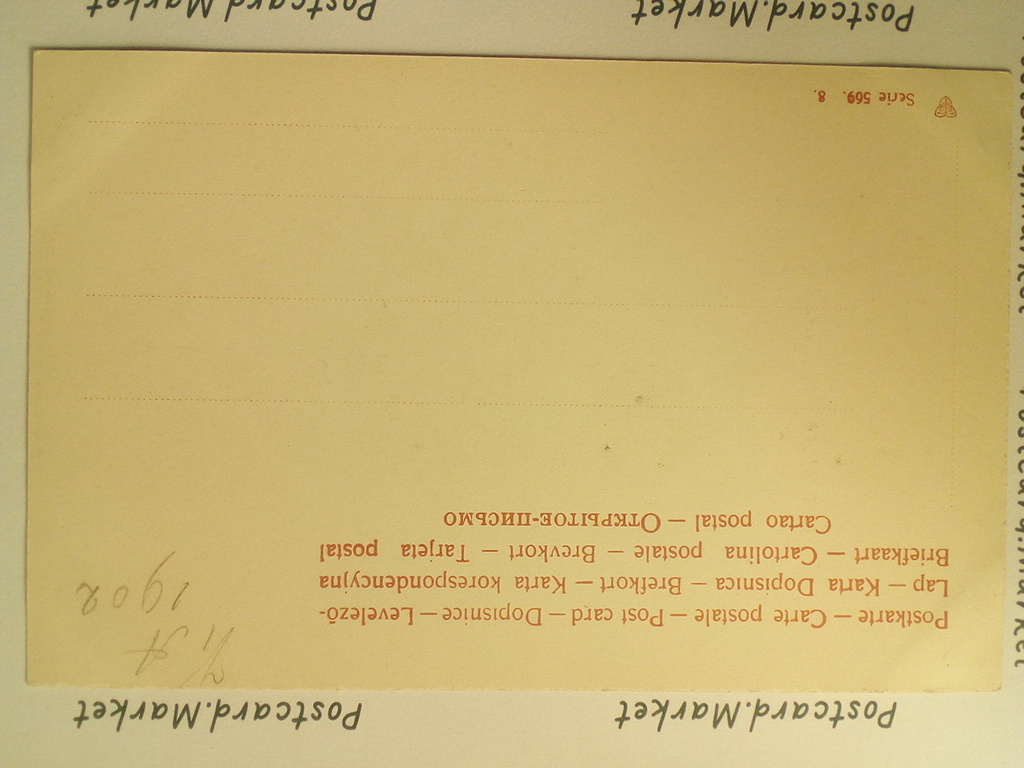 Postcard.Market Postcard.Market
Postkarte — Carte postale — Post card — Dopisnice — Levelező-
Lap — Karta Dopisnica — Brefkort — Karta korespondencyjna
Briefkaart — Cartolina postale — Brevkort — Tarjeta postal
Cartao postal — Открытое-письмо
1902
Serie 569. 8.
Postcard.Market Postcard.Market